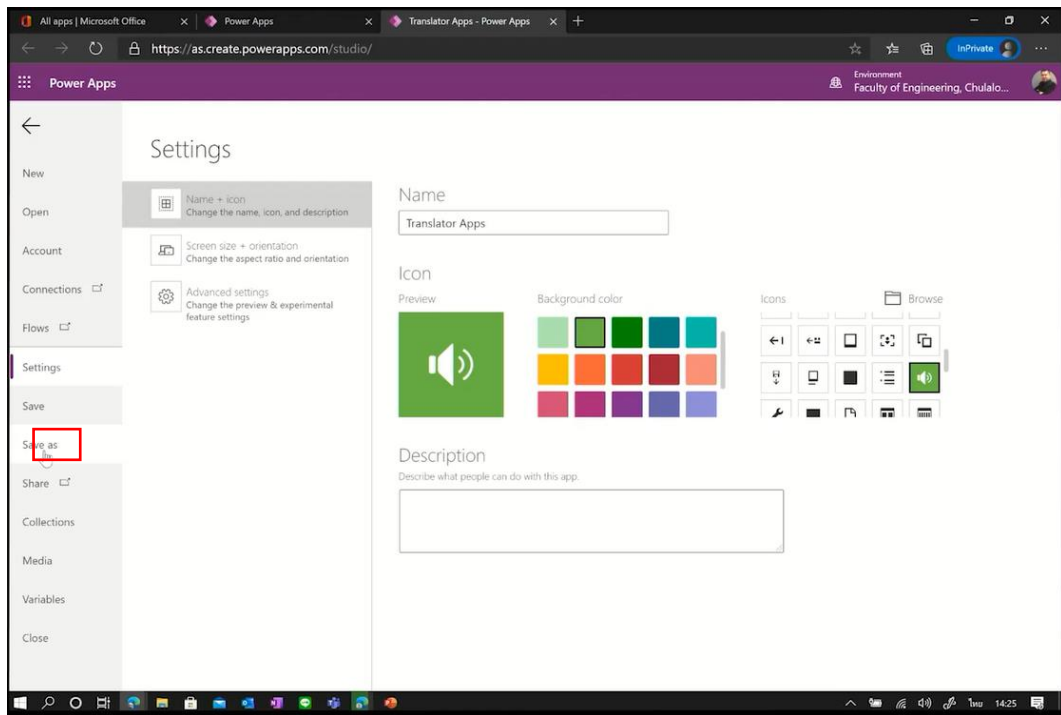 All apps | Microsoft Office
Power Apps
Translator Apps - Power Apps
https://as.create.powerapps.com/studio/
InPrivate
Power Apps
Environment
Faculty of Engineering, Chulalo...
Settings
New
Open
Account
Connections
Flows
Settings
Save
Save as
Share
Collections
Media
Variables
Close
Name + icon
Change the name, icon, and description
Screen size + orientation
Change the aspect ratio and orientation
Advanced settings
Change the preview & experimental
feature settings
Name
Translator Apps
Icon
Preview
Background color
Icons
Browse
Description
Describe what people can do with this app.
ไทย
14:25